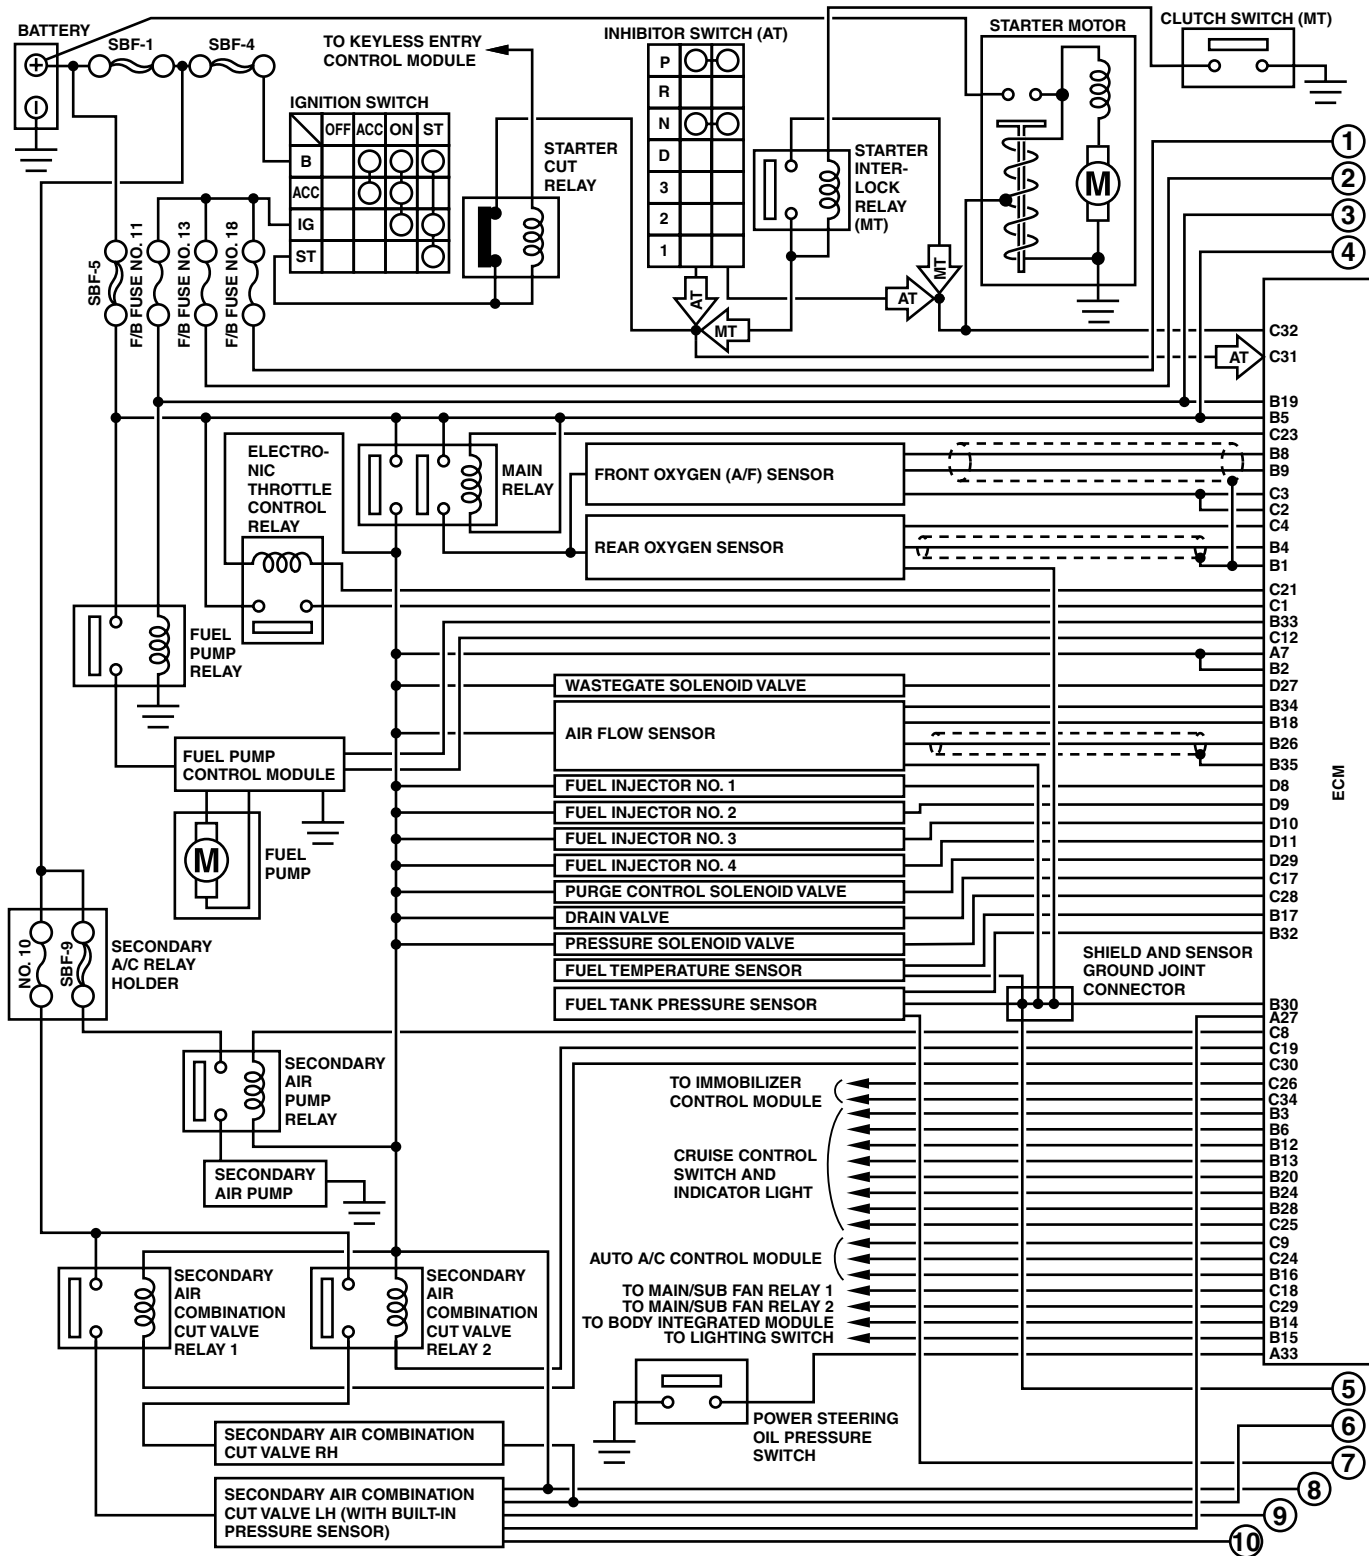 BATTERY
SBF-1
SBF-4
TO KEYLESS ENTRY
CONTROL MODULE
INHIBITOR SWITCH (AT)
P
R
N
D
3
2
1
STARTER MOTOR
M
CLUTCH SWITCH (MT)
IGNITION SWITCH
OFF ACC ON ST
B
ACC
IG
ST
STARTER
CUT
RELAY
STARTER
INTER-
LOCK
RELAY
(MT)
SBF-5
F/B FUSE NO. 11
F/B FUSE NO. 13
F/B FUSE NO. 18
AT
MT
AT
MT
AT
1
2
3
4
C32
C31
B19
B5
C23
B8
B9
C3
C2
C4
B4
B1
C21
C1
B33
C12
A7
B2
D27
B34
B18
B26
B35
D8
D9
D10
D11
D29
C17
C28
B17
B32
B30
A27
C8
C19
C30
C26
C34
B3
B6
B12
B13
B20
B24
B28
C25
C9
C24
B16
C18
C29
B14
B15
A33
ECM
ELECTRO-
NIC
THROTTLE
CONTROL
RELAY
MAIN
RELAY
FRONT OXYGEN (A/F) SENSOR
REAR OXYGEN SENSOR
FUEL
PUMP
RELAY
WASTEGATE SOLENOID VALVE
AIR FLOW SENSOR
FUEL PUMP
CONTROL MODULE
M
FUEL
PUMP
FUEL INJECTOR NO. 1
FUEL INJECTOR NO. 2
FUEL INJECTOR NO. 3
FUEL INJECTOR NO. 4
PURGE CONTROL SOLENOID VALVE
DRAIN VALVE
PRESSURE SOLENOID VALVE
FUEL TEMPERATURE SENSOR
FUEL TANK PRESSURE SENSOR
SHIELD AND SENSOR
GROUND JOINT
CONNECTOR
NO. 10
SBF-9
SECONDARY
A/C RELAY
HOLDER
SECONDARY
AIR
PUMP
RELAY
SECONDARY
AIR PUMP
TO IMMOBILIZER
CONTROL MODULE
CRUISE CONTROL
SWITCH AND
INDICATOR LIGHT
AUTO A/C CONTROL MODULE
TO MAIN/SUB FAN RELAY 1
TO MAIN/SUB FAN RELAY 2
TO BODY INTEGRATED MODULE
TO LIGHTING SWITCH
SECONDARY
AIR
COMBINATION
CUT VALVE
RELAY 1
SECONDARY
AIR
COMBINATION
CUT VALVE
RELAY 2
POWER STEERING
OIL PRESSURE
SWITCH
SECONDARY AIR COMBINATION
CUT VALVE RH
SECONDARY AIR COMBINATION
CUT VALVE LH (WITH BUILT-IN
PRESSURE SENSOR)
5
6
7
8
9
10